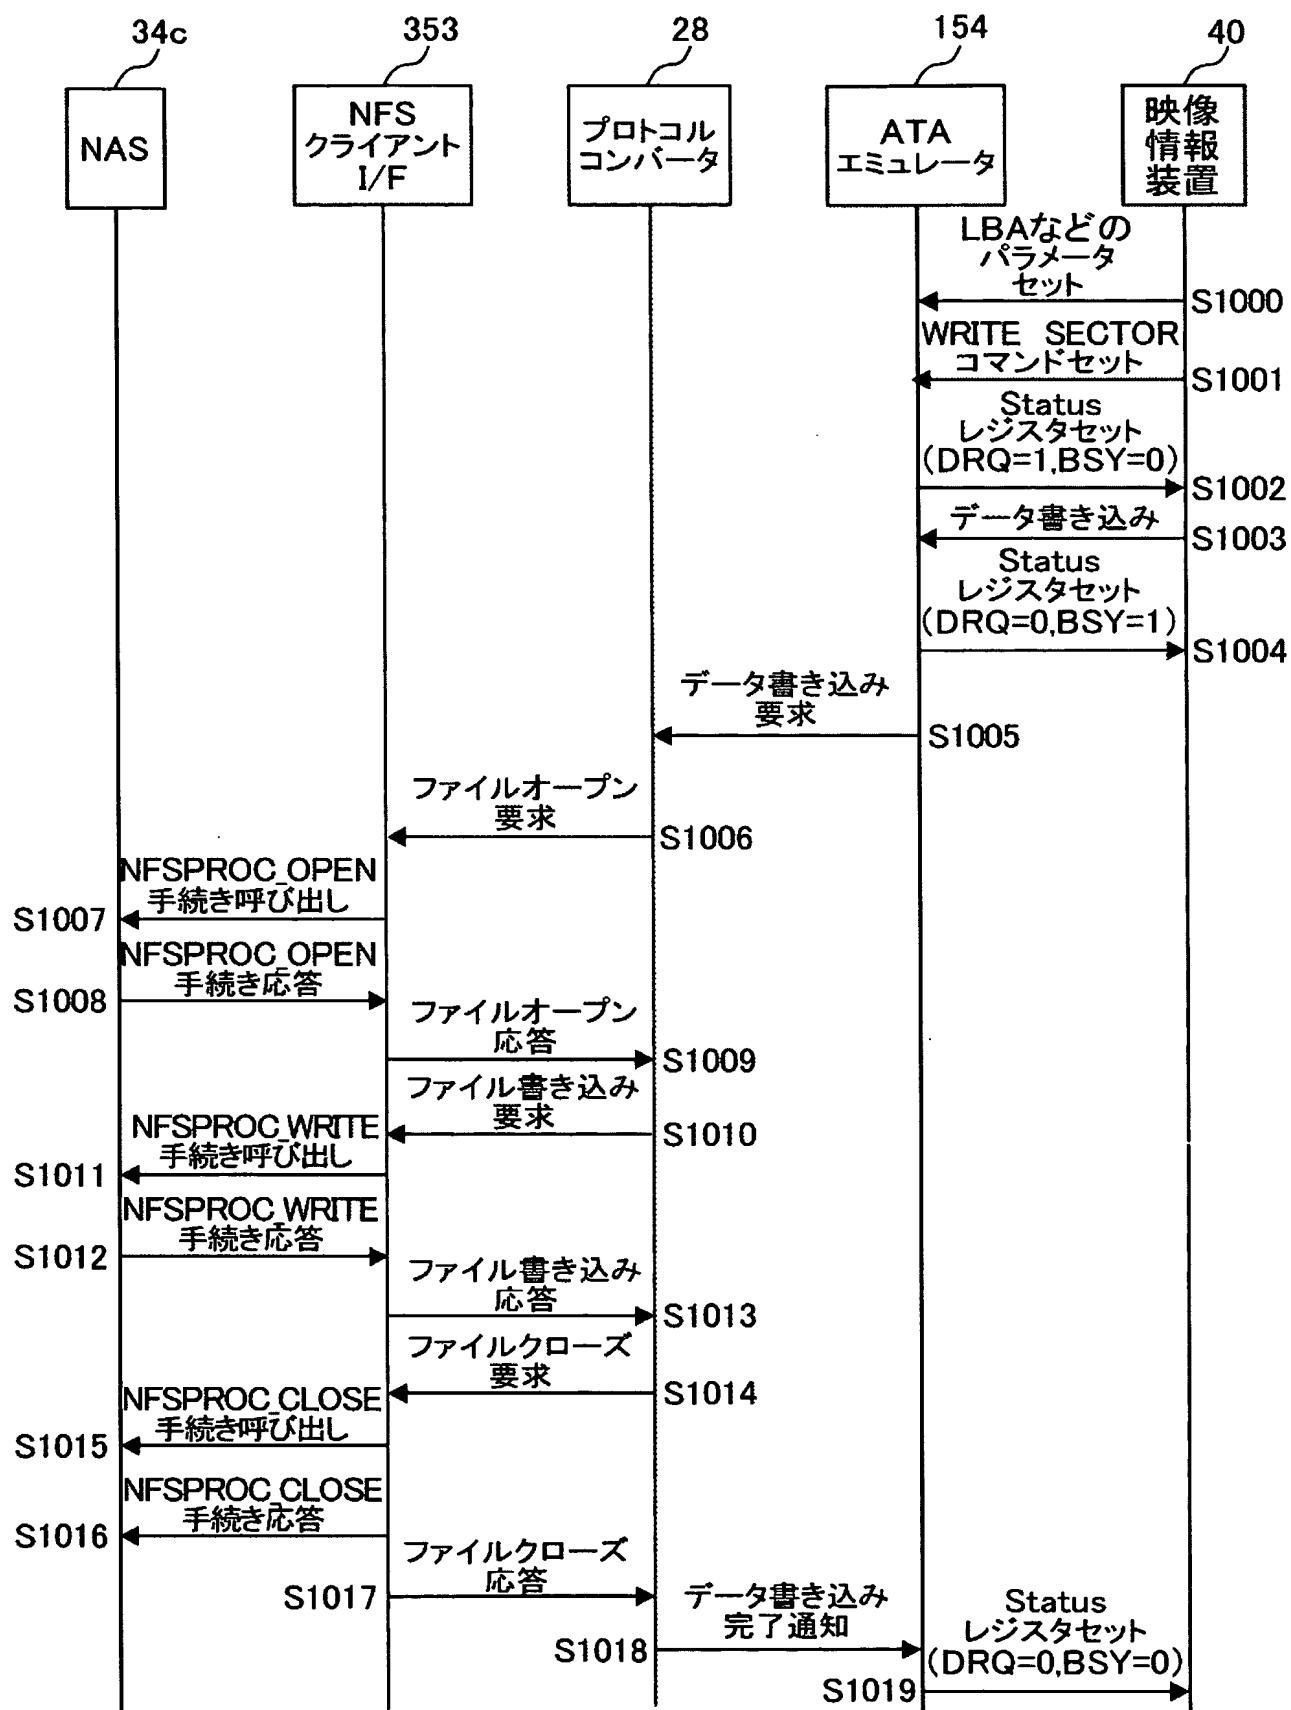 34c
353
28
154
40
NAS
NFS
クライアント
I/F
プロトコル
コンバータ
ATA
エミュレータ
映像
情報
装置
LBAなどの
パラメータ
セット
S1000
WRITE SECTOR
コマンドセット
S1001
Status
レジスタセット
(DRQ=1,BSY=0)
S1002
データ書き込み
S1003
Status
レジスタセット
(DRQ=0,BSY=1)
S1004
データ書き込み
要求
S1005
ファイルオープン
要求
S1006
NFSPROC_OPEN
手続き呼び出し
S1007
NFSPROC_OPEN
手続き応答
S1008
ファイルオープン
応答
S1009
ファイル書き込み
要求
S1010
NFSPROC_WRITE
手続き呼び出し
S1011
NFSPROC_WRITE
手続き応答
S1012
ファイル書き込み
応答
S1013
ファイルクローズ
要求
S1014
NFSPROC_CLOSE
手続き呼び出し
S1015
NFSPROC_CLOSE
手続き応答
S1016
ファイルクローズ
応答
S1017
データ書き込み
完了通知
S1018
Status
レジスタセット
(DRQ=0,BSY=0)
S1019